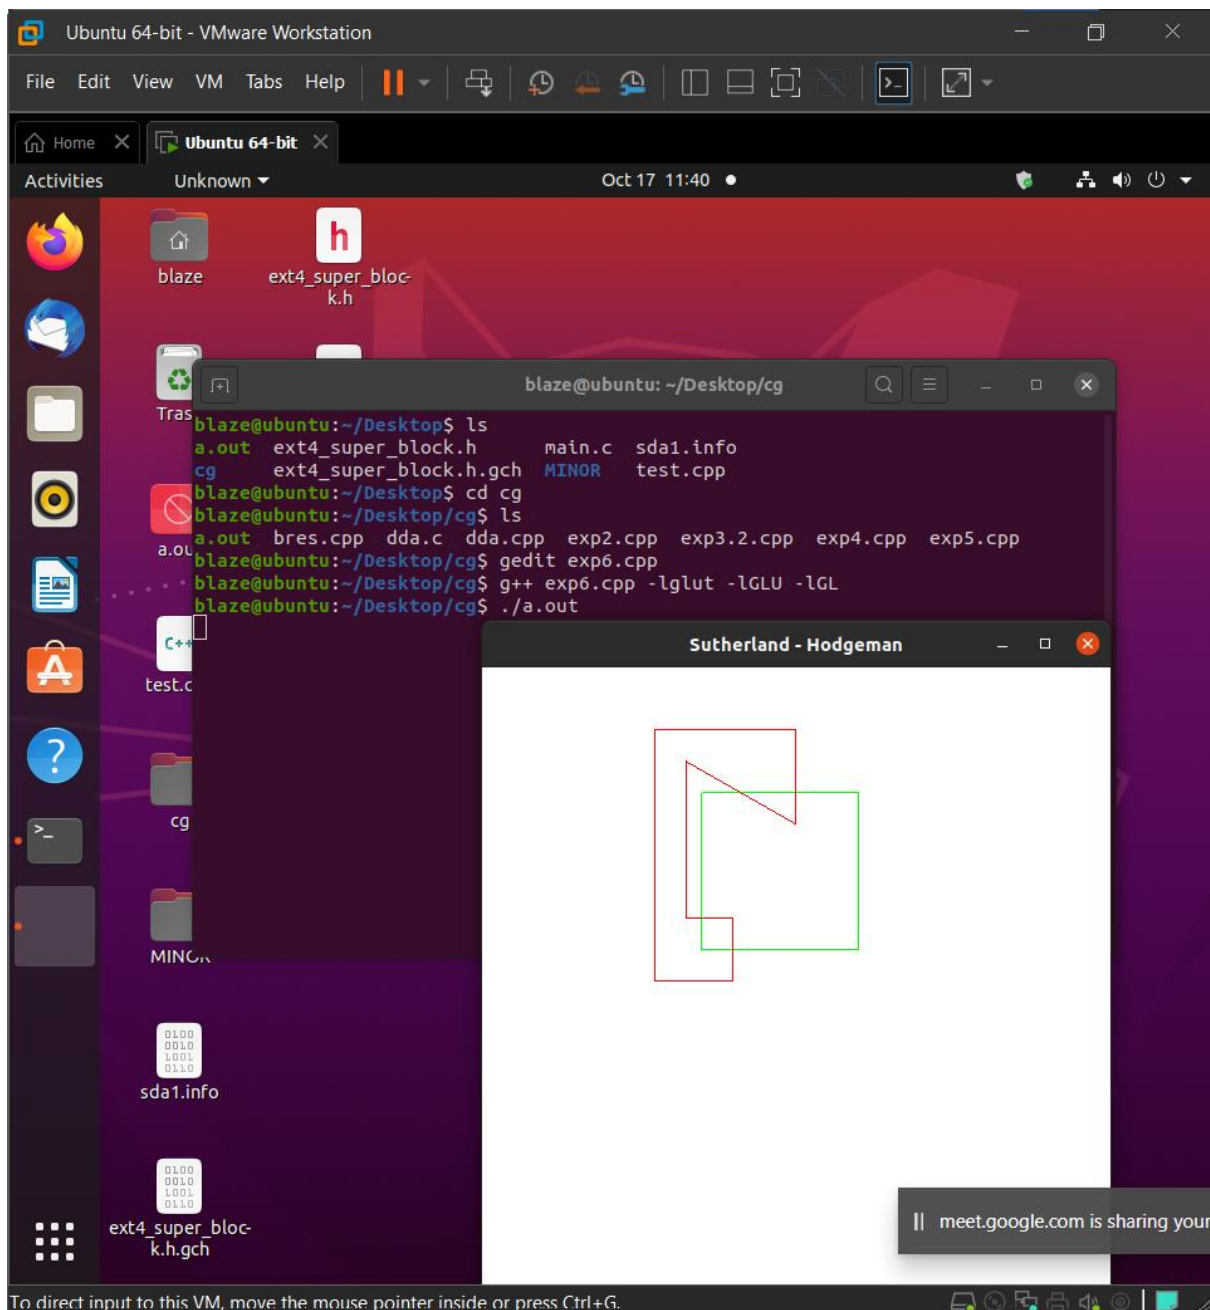 Ubuntu 64-bit - VMware Workstation
File Edit View VM Tabs Help
Home
Ubuntu 64-bit
Activities
Unknown
Oct 17 11:40
blaze
h
ext4_super_bloc-
k.h
Tras
a.ou
C++
test.c
cg
MINOR
sda1.info
ext4_super_bloc-
k.h.gch
blaze@ubuntu: ~/Desktop/cg
blaze@ubuntu:~/Desktop$ ls
a.out ext4_super_block.h main.c sda1.info
cg ext4_super_block.h.gch MINOR test.cpp
blaze@ubuntu:~/Desktop$ cd cg
blaze@ubuntu:~/Desktop/cg$ ls
a.out bres.cpp dda.c dda.cpp exp2.cpp exp3.2.cpp exp4.cpp exp5.cpp
blaze@ubuntu:~/Desktop/cg$ gedit exp6.cpp
blaze@ubuntu:~/Desktop/cg$ g++ exp6.cpp -lglut -lGLU -lGL
blaze@ubuntu:~/Desktop/cg$ ./a.out
Sutherland - Hodgeman
meet.google.com is sharing your
To direct input to this VM, move the mouse pointer inside or press Ctrl+G.